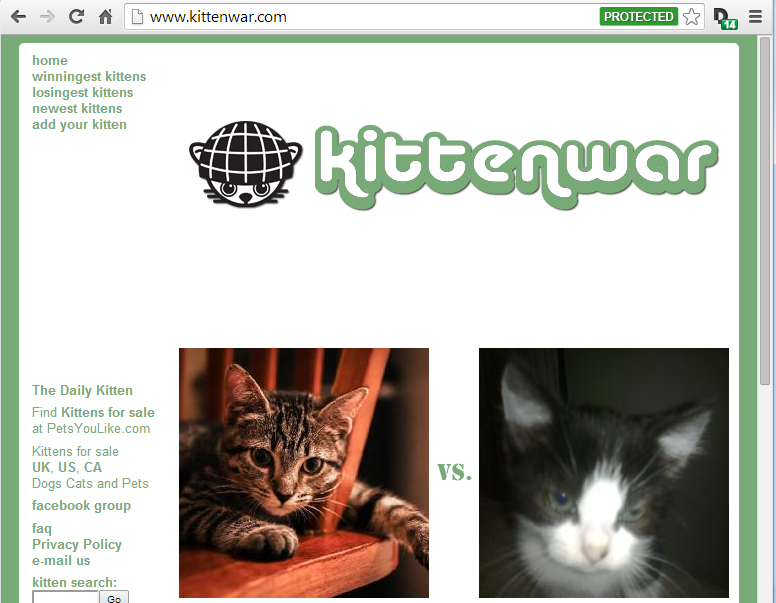 www.kittenwar.com
PROTECTED
14
home
winningest kittens
losingest kittens
newest kittens
add your kitten
kittenwar
The Daily Kitten
Find Kittens for sale
at PetsYouLike.com
Kittens for sale
UK, US, CA
Dogs Cats and Pets
facebook group
faq
Privacy Policy
e-mail us
kitten search:
Go
vs.